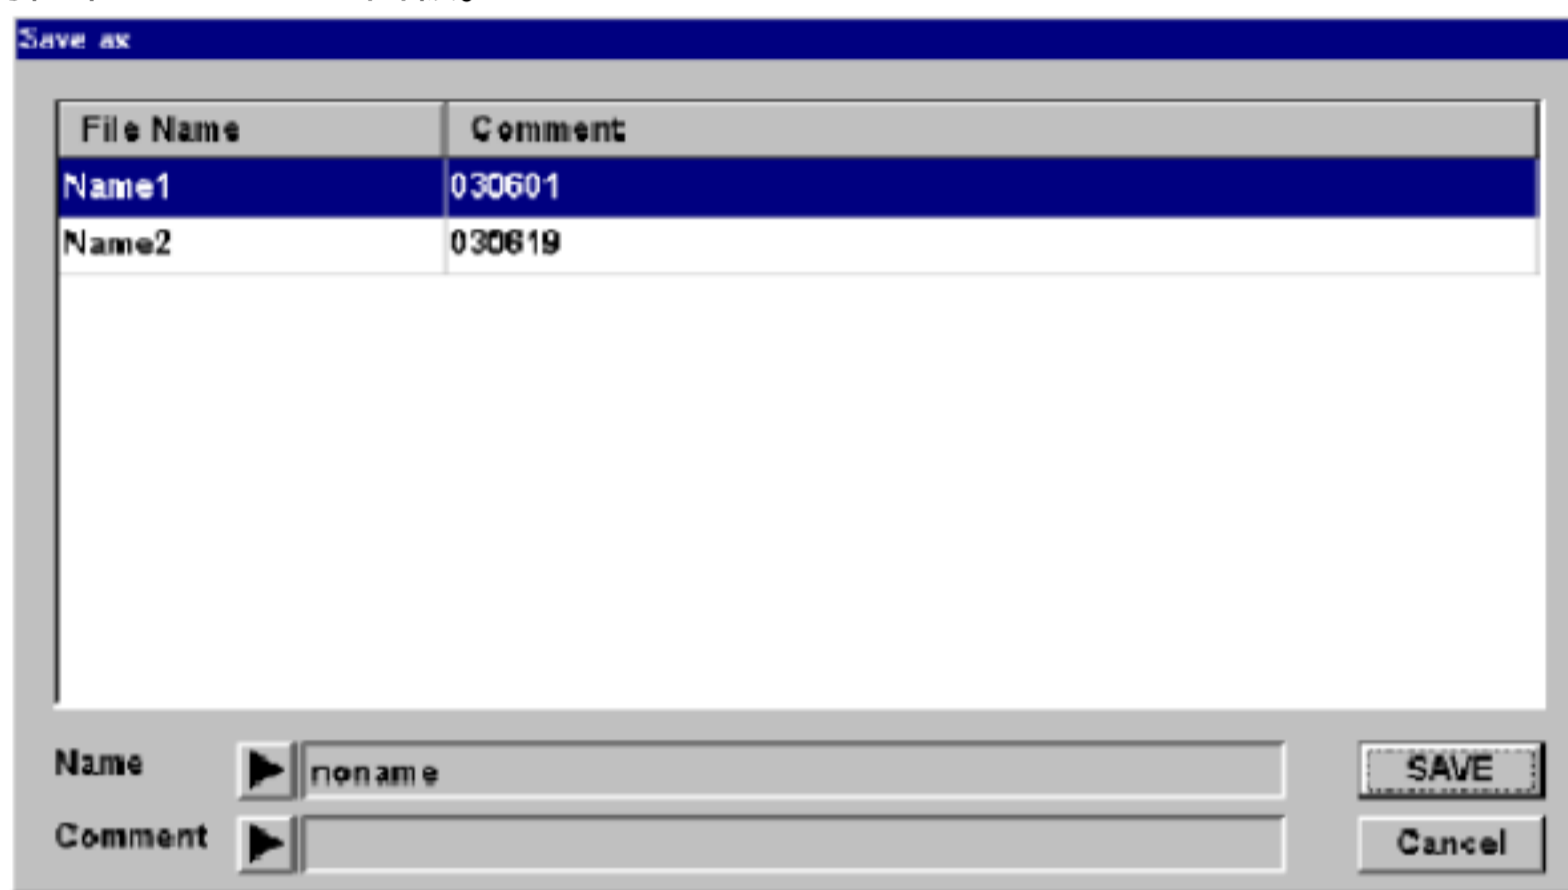 Save as
File Name Comment
Name1 030601
Name2 030619
Name noname SAVE
Comment Cancel